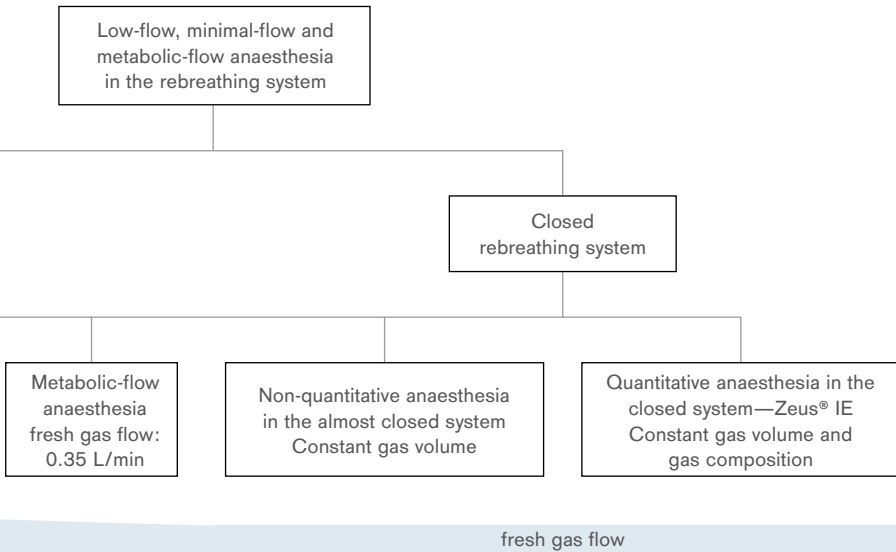 Low-flow, minimal-flow and
metabolic-flow anaesthesia
in the rebreathing system
Closed
rebreathing system
Metabolic-flow
anaesthesia
fresh gas flow:
0.35 L/min
Non-quantitative anaesthesia
in the almost closed system
Constant gas volume
Quantitative anaesthesia in the
closed system—Zeus® IE
Constant gas volume and
gas composition
fresh gas flow